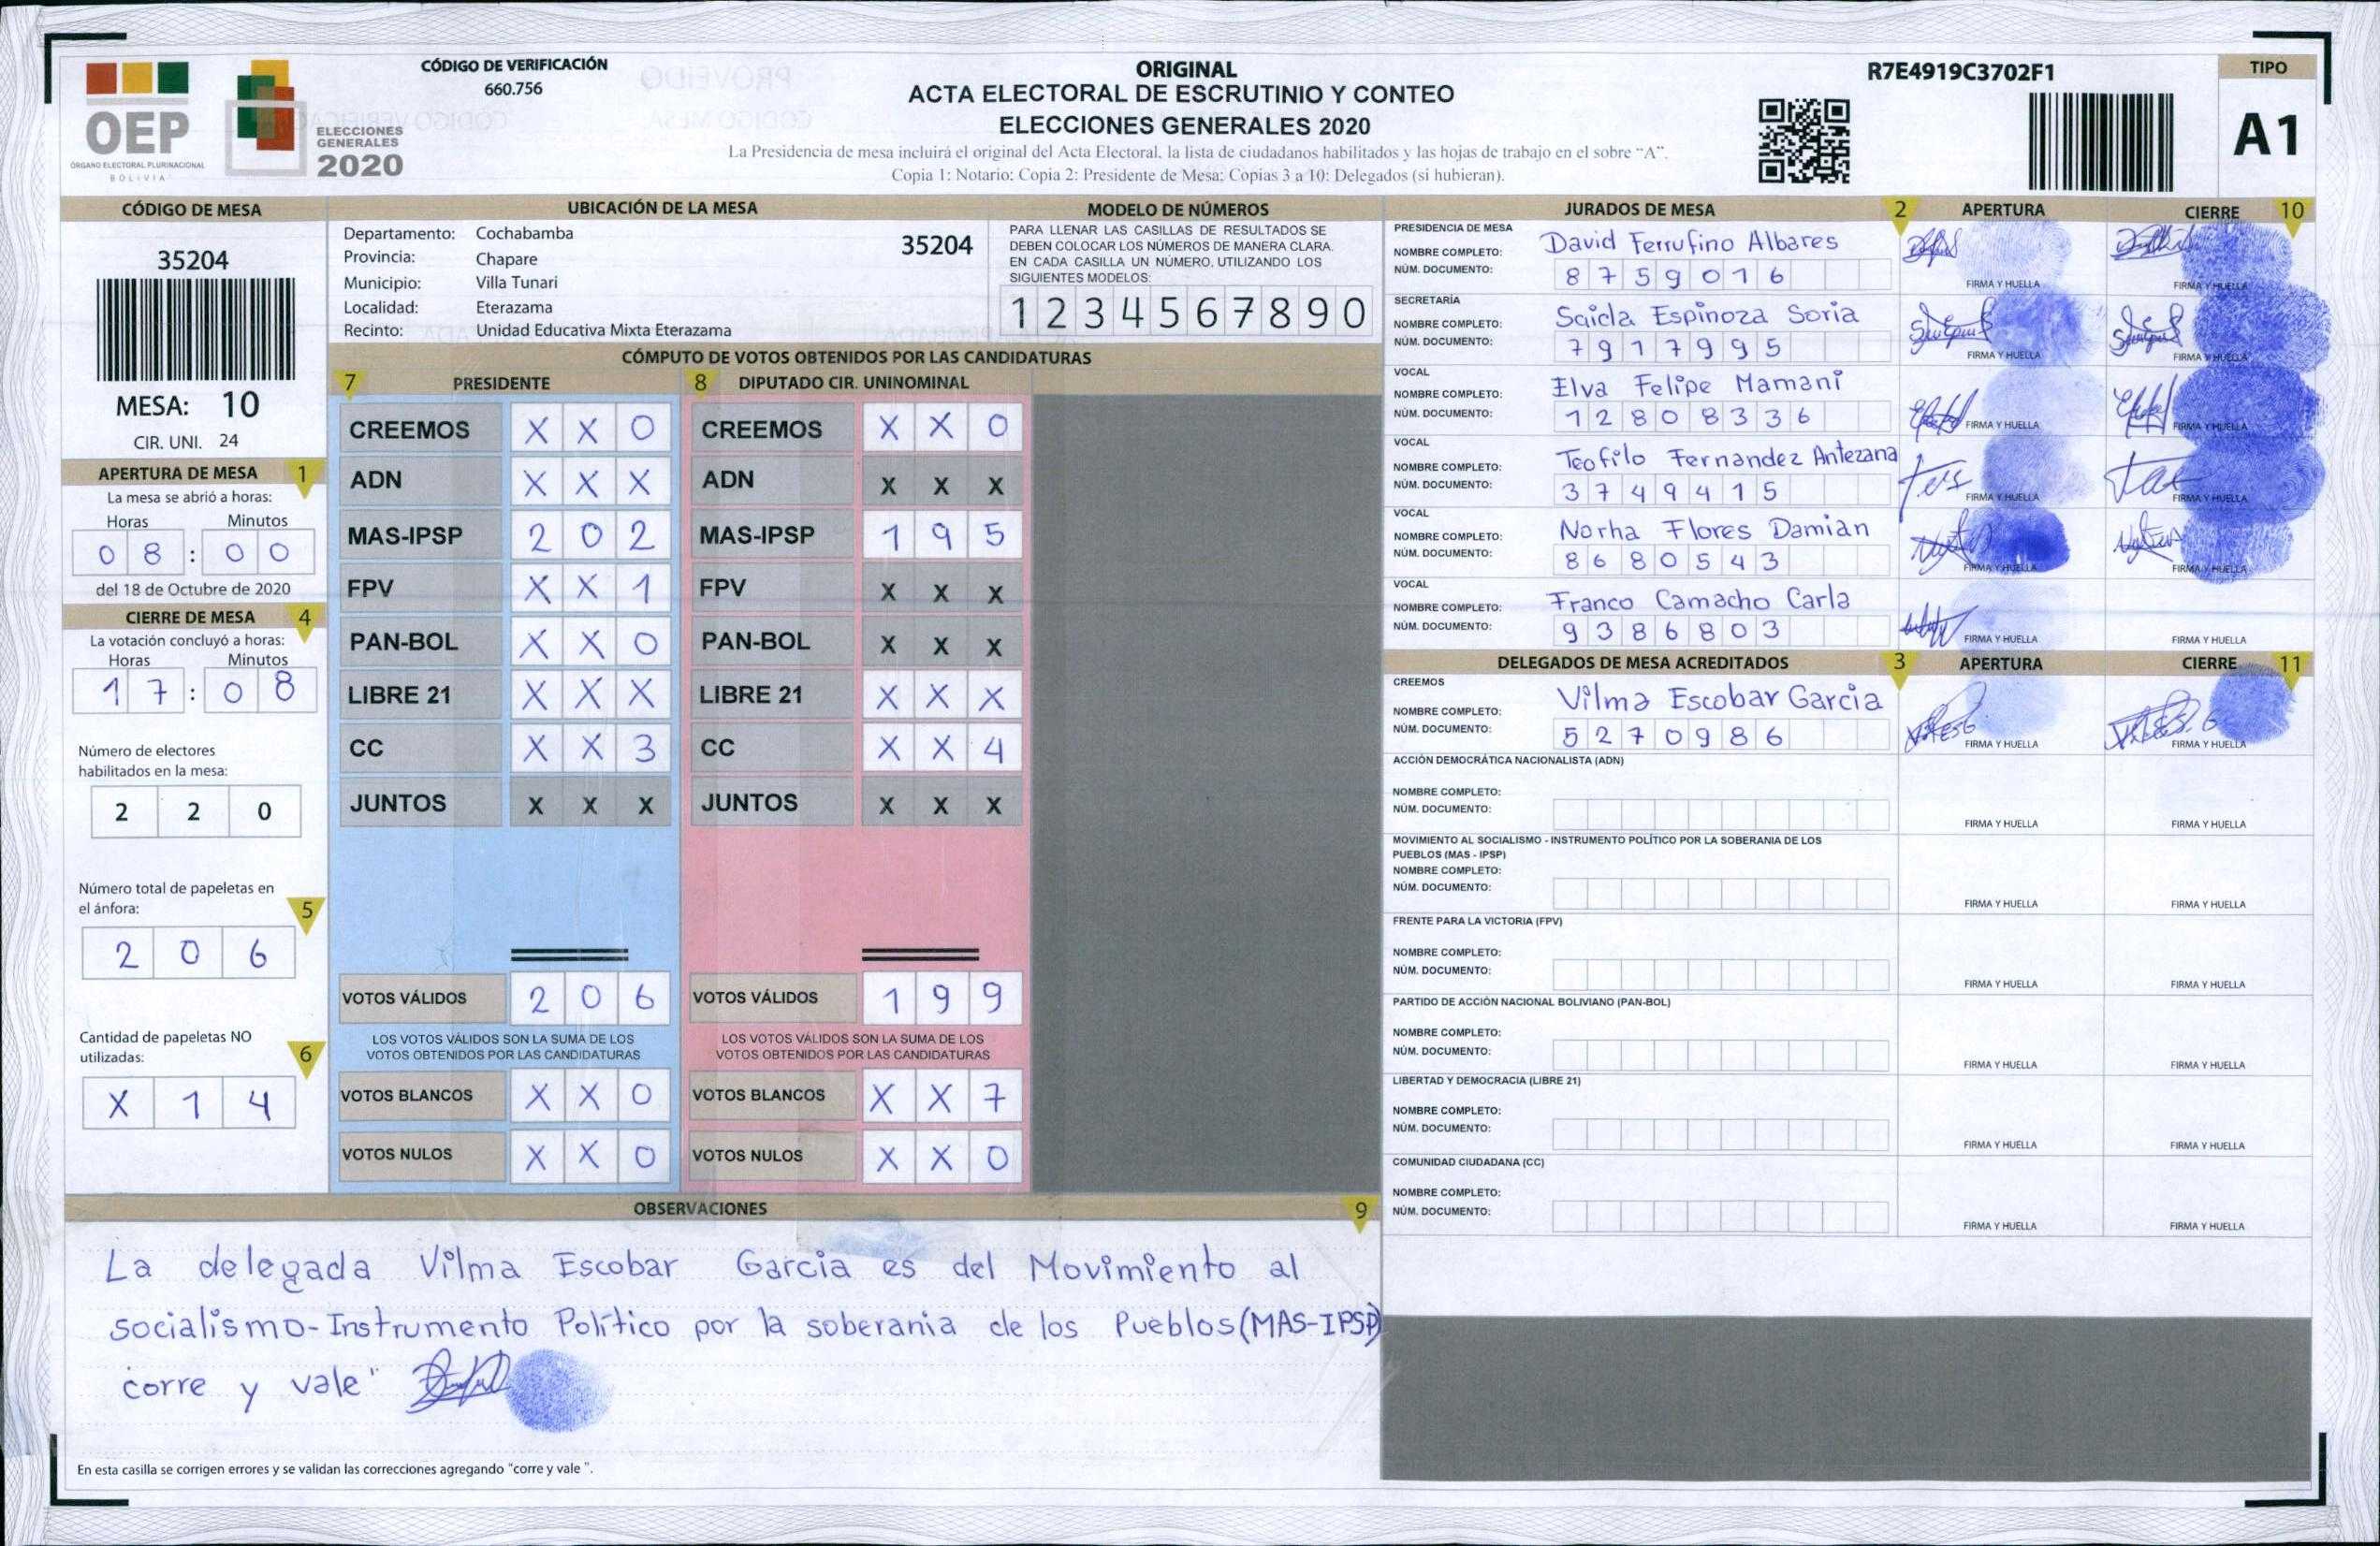 OEP
ÓRGANO ELECTORAL PLURINACIONAL
BOLIVIA
ELECCIONES
GENERALES
2020
CÓDIGO DE VERIFICACIÓN
660.756
ORIGINAL
ACTA ELECTORAL DE ESCRUTINIO Y CONTEO
ELECCIONES GENERALES 2020
La Presidencia de mesa incluirá el original del Acta Electoral, la lista de ciudadanos habilitados y las hojas de trabajo en el sobre "A".
Copia 1: Notario; Copia 2: Presidente de Mesa; Copias 3 a 10: Delegados (si hubieran).
R7E4919C3702F1
TIPO
A1
CÓDIGO DE MESA
35204
MESA: 10
CIR. UNI. 24
APERTURA DE MESA 1
La mesa se abrió a horas:
Horas Minutos
0 8 : 0 0
del 18 de Octubre de 2020
CIERRE DE MESA 4
La votación concluyó a horas:
Horas Minutos
1 7 : 0 8
Número de electores
habilitados en la mesa:
2 2 0
Número total de papeletas en
el ánfora: 5
2 0 6
Cantidad de papeletas NO
utilizadas: 6
X 1 4
UBICACIÓN DE LA MESA
Departamento: Cochabamba 35204
Provincia: Chapare
Municipio: Villa Tunari
Localidad: Eterazama
Recinto: Unidad Educativa Mixta Eterazama
MODELO DE NÚMEROS
PARA LLENAR LAS CASILLAS DE RESULTADOS SE
DEBEN COLOCAR LOS NÚMEROS DE MANERA CLARA.
EN CADA CASILLA UN NÚMERO, UTILIZANDO LOS
SIGUIENTES MODELOS:
1 2 3 4 5 6 7 8 9 0
CÓMPUTO DE VOTOS OBTENIDOS POR LAS CANDIDATURAS
7 PRESIDENTE 8 DIPUTADO CIR. UNINOMINAL
CREEMOS X X 0 CREEMOS X X 0
ADN X X X ADN X X X
MAS-IPSP 2 0 2 MAS-IPSP 1 9 5
FPV X X 1 FPV X X X
PAN-BOL X X 0 PAN-BOL X X X
LIBRE 21 X X X LIBRE 21 X X X
CC X X 3 CC X X 4
JUNTOS X X X JUNTOS X X X
VOTOS VÁLIDOS 2 0 6 VOTOS VÁLIDOS 1 9 9
LOS VOTOS VÁLIDOS SON LA SUMA DE LOS LOS VOTOS VÁLIDOS SON LA SUMA DE LOS
VOTOS OBTENIDOS POR LAS CANDIDATURAS VOTOS OBTENIDOS POR LAS CANDIDATURAS
VOTOS BLANCOS X X 0 VOTOS BLANCOS X X 7
VOTOS NULOS X X 0 VOTOS NULOS X X 0
OBSERVACIONES 9
La delegada Vilma Escobar Garcia es del Movimiento al
socialismo-Instrumento Político por la soberania de los Pueblos(MAS-IPSP)
corre y vale"
En esta casilla se corrigen errores y se validan las correcciones agregando "corre y vale ".
JURADOS DE MESA 2 APERTURA CIERRE 10
PRESIDENCIA DE MESA
NOMBRE COMPLETO: David Ferrufino Albares
NÚM. DOCUMENTO: 8759016
FIRMA Y HUELLA FIRMA Y HUELLA
SECRETARÍA
NOMBRE COMPLETO: Saida Espinoza Soria
NÚM. DOCUMENTO: 7917995
FIRMA Y HUELLA FIRMA Y HUELLA
VOCAL
NOMBRE COMPLETO: Elva Felipe Mamani
NÚM. DOCUMENTO: 12808336
FIRMA Y HUELLA FIRMA Y HUELLA
VOCAL
NOMBRE COMPLETO: Teofilo Fernandez Antezana
NÚM. DOCUMENTO: 3749415
FIRMA Y HUELLA FIRMA Y HUELLA
VOCAL
NOMBRE COMPLETO: Norha Flores Damian
NÚM. DOCUMENTO: 8680543
FIRMA Y HUELLA FIRMA Y HUELLA
VOCAL
NOMBRE COMPLETO: Franco Camacho Carla
NÚM. DOCUMENTO: 9386803
FIRMA Y HUELLA FIRMA Y HUELLA
DELEGADOS DE MESA ACREDITADOS 3 APERTURA CIERRE 11
CREEMOS
NOMBRE COMPLETO: Vilma Escobar Garcia
NÚM. DOCUMENTO: 5270986
FIRMA Y HUELLA FIRMA Y HUELLA
ACCIÓN DEMOCRÁTICA NACIONALISTA (ADN)
NOMBRE COMPLETO:
NÚM. DOCUMENTO:
FIRMA Y HUELLA FIRMA Y HUELLA
MOVIMIENTO AL SOCIALISMO - INSTRUMENTO POLÍTICO POR LA SOBERANIA DE LOS
PUEBLOS (MAS - IPSP)
NOMBRE COMPLETO:
NÚM. DOCUMENTO:
FIRMA Y HUELLA FIRMA Y HUELLA
FRENTE PARA LA VICTORIA (FPV)
NOMBRE COMPLETO:
NÚM. DOCUMENTO:
FIRMA Y HUELLA FIRMA Y HUELLA
PARTIDO DE ACCIÓN NACIONAL BOLIVIANO (PAN-BOL)
NOMBRE COMPLETO:
NÚM. DOCUMENTO:
FIRMA Y HUELLA FIRMA Y HUELLA
LIBERTAD Y DEMOCRACIA (LIBRE 21)
NOMBRE COMPLETO:
NÚM. DOCUMENTO:
FIRMA Y HUELLA FIRMA Y HUELLA
COMUNIDAD CIUDADANA (CC)
NOMBRE COMPLETO:
NÚM. DOCUMENTO:
FIRMA Y HUELLA FIRMA Y HUELLA